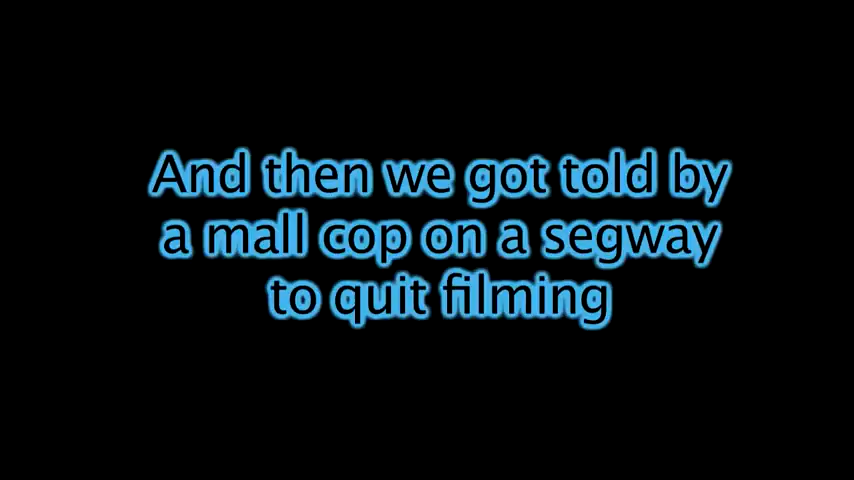 And then we got told by
a mall cop on a segway
to quit filming